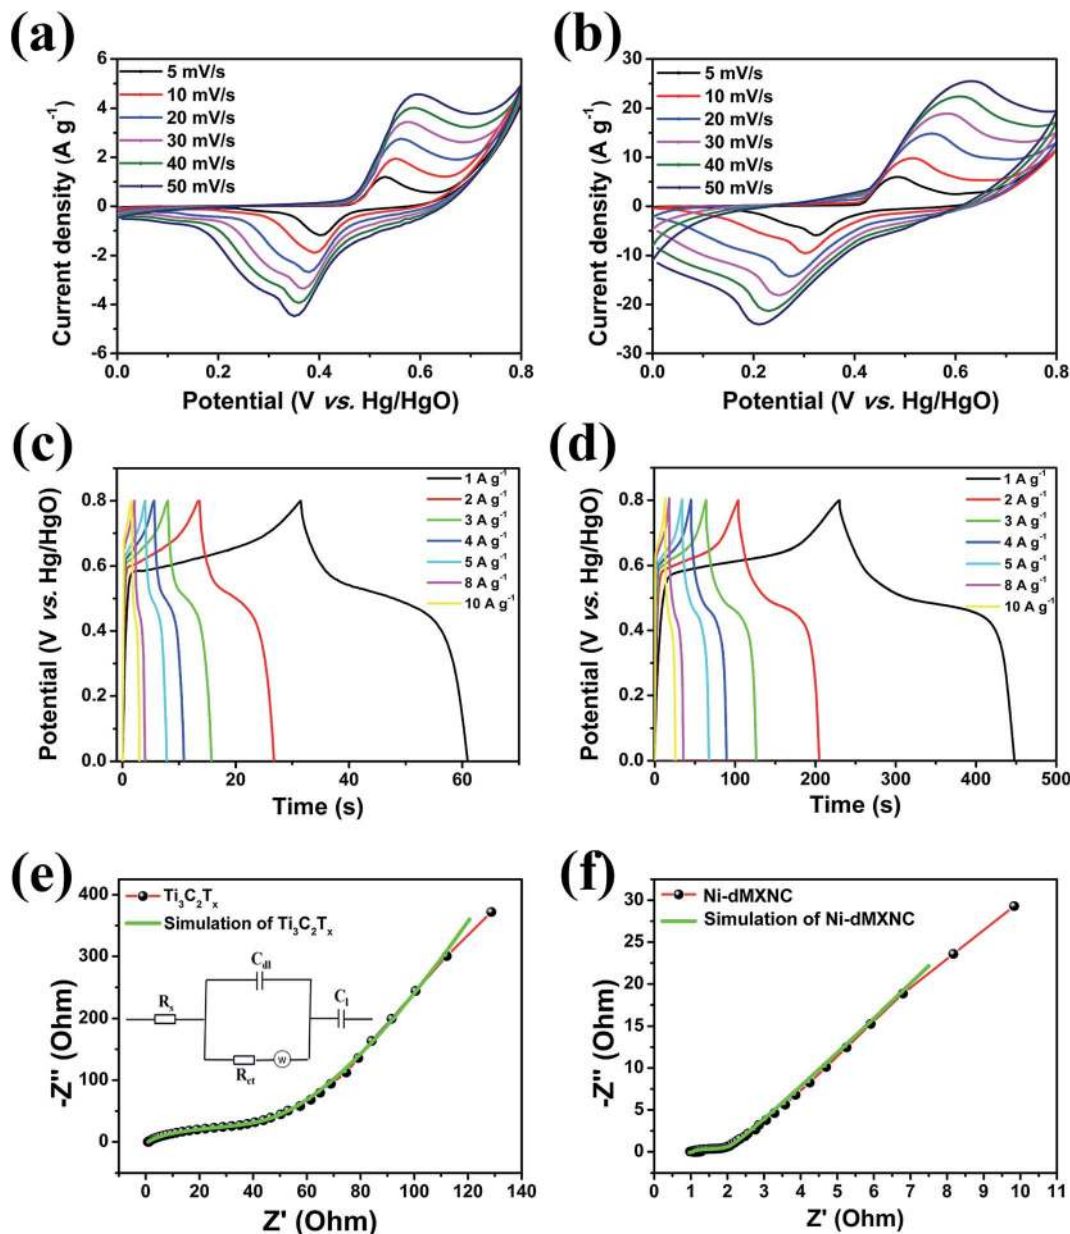 (a)
5 mV/s
10 mV/s
20 mV/s
30 mV/s
40 mV/s
50 mV/s
Current density (A g⁻¹)
6
4
2
0
-2
-4
-6
0.0 0.2 0.4 0.6 0.8
Potential (V vs. Hg/HgO)
(b)
5 mV/s
10 mV/s
20 mV/s
30 mV/s
40 mV/s
50 mV/s
Current density (A g⁻¹)
30
20
10
0
-10
-20
-30
0.0 0.2 0.4 0.6 0.8
Potential (V vs. Hg/HgO)
(c)
1 A g⁻¹
2 A g⁻¹
3 A g⁻¹
4 A g⁻¹
5 A g⁻¹
8 A g⁻¹
10 A g⁻¹
Potential (V vs. Hg/HgO)
0.8
0.6
0.4
0.2
0.0
0 20 40 60
Time (s)
(d)
1 A g⁻¹
2 A g⁻¹
3 A g⁻¹
4 A g⁻¹
5 A g⁻¹
8 A g⁻¹
10 A g⁻¹
Potential (V vs. Hg/HgO)
0.8
0.6
0.4
0.2
0.0
0 100 200 300 400 500
Time (s)
(e)
Ti₃C₂Tₓ
Simulation of Ti₃C₂Tₓ
C_dl
R_s
C_l
R_ct
W
-Z'' (Ohm)
400
300
200
100
0
0 20 40 60 80 100 120 140
Z' (Ohm)
(f)
Ni-dMXNC
Simulation of Ni-dMXNC
-Z'' (Ohm)
30
25
20
15
10
5
0
0 1 2 3 4 5 6 7 8 9 10 11
Z' (Ohm)